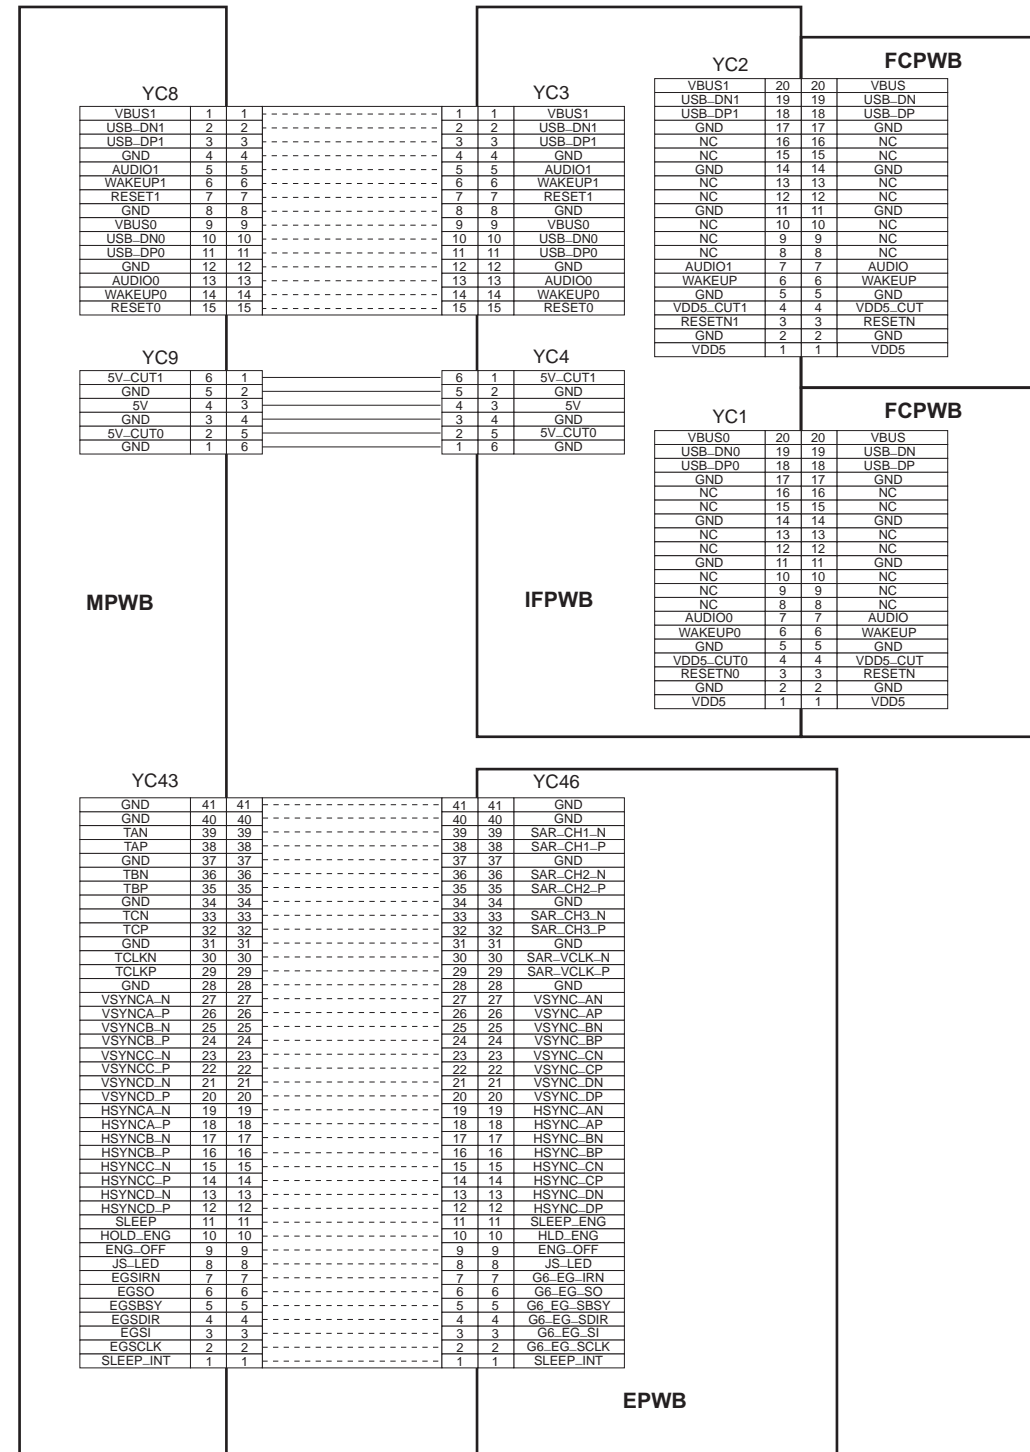 YC8
VBUS1 1 1
USB_DN1 2 2
USB_DP1 3 3
GND 4 4
AUDIO1 5 5
WAKEUP1 6 6
RESET1 7 7
GND 8 8
VBUS0 9 9
USB_DN0 10 10
USB_DP0 11 11
GND 12 12
AUDIO0 13 13
WAKEUP0 14 14
RESET0 15 15
YC3
1 1 VBUS1
2 2 USB_DN1
3 3 USB_DP1
4 4 GND
5 5 AUDIO1
6 6 WAKEUP1
7 7 RESET1
8 8 GND
9 9 VBUS0
10 10 USB_DN0
11 11 USB_DP0
12 12 GND
13 13 AUDIO0
14 14 WAKEUP0
15 15 RESET0
YC2 FCPWB
VBUS1 20 20 VBUS
USB_DN1 19 19 USB_DN
USB_DP1 18 18 USB_DP
GND 17 17 GND
NC 16 16 NC
NC 15 15 NC
GND 14 14 GND
NC 13 13 NC
NC 12 12 NC
GND 11 11 GND
NC 10 10 NC
NC 9 9 NC
NC 8 8 NC
AUDIO1 7 7 AUDIO
WAKEUP 6 6 WAKEUP
GND 5 5 GND
VDD5_CUT1 4 4 VDD5_CUT
RESETN1 3 3 RESETN
GND 2 2 GND
VDD5 1 1 VDD5
YC9
5V_CUT1 6 1
GND 5 2
5V 4 3
GND 3 4
5V_CUT0 2 5
GND 1 6
YC4
6 1 5V_CUT1
5 2 GND
4 3 5V
3 4 GND
2 5 5V_CUT0
1 6 GND
YC1 FCPWB
VBUS0 20 20 VBUS
USB_DN0 19 19 USB_DN
USB_DP0 18 18 USB_DP
GND 17 17 GND
NC 16 16 NC
NC 15 15 NC
GND 14 14 GND
NC 13 13 NC
NC 12 12 NC
GND 11 11 GND
NC 10 10 NC
NC 9 9 NC
NC 8 8 NC
AUDIO0 7 7 AUDIO
WAKEUP0 6 6 WAKEUP
GND 5 5 GND
VDD5_CUT0 4 4 VDD5_CUT
RESETN0 3 3 RESETN
GND 2 2 GND
VDD5 1 1 VDD5
MPWB
IFPWB
YC43 YC46
GND 41 41 41 41 GND
GND 40 40 40 40 GND
TAN 39 39 39 39 SAR_CH1_N
TAP 38 38 38 38 SAR_CH1_P
GND 37 37 37 37 GND
TBN 36 36 36 36 SAR_CH2_N
TBP 35 35 35 35 SAR_CH2_P
GND 34 34 34 34 GND
TCN 33 33 33 33 SAR_CH3_N
TCP 32 32 32 32 SAR_CH3_P
GND 31 31 31 31 GND
TCLKN 30 30 30 30 SAR_VCLK_N
TCLKP 29 29 29 29 SAR_VCLK_P
GND 28 28 28 28 GND
VSYNCA_N 27 27 27 27 VSYNC_AN
VSYNCA_P 26 26 26 26 VSYNC_AP
VSYNCB_N 25 25 25 25 VSYNC_BN
VSYNCB_P 24 24 24 24 VSYNC_BP
VSYNCC_N 23 23 23 23 VSYNC_CN
VSYNCC_P 22 22 22 22 VSYNC_CP
VSYNCD_N 21 21 21 21 VSYNC_DN
VSYNCD_P 20 20 20 20 VSYNC_DP
HSYNCA_N 19 19 19 19 HSYNC_AN
HSYNCA_P 18 18 18 18 HSYNC_AP
HSYNCB_N 17 17 17 17 HSYNC_BN
HSYNCB_P 16 16 16 16 HSYNC_BP
HSYNCC_N 15 15 15 15 HSYNC_CN
HSYNCC_P 14 14 14 14 HSYNC_CP
HSYNCD_N 13 13 13 13 HSYNC_DN
HSYNCD_P 12 12 12 12 HSYNC_DP
SLEEP 11 11 11 11 SLEEP_ENG
HOLD_ENG 10 10 10 10 HLD_ENG
ENG_OFF 9 9 9 9 ENG_OFF
JS_LED 8 8 8 8 JS_LED
EGSIRN 7 7 7 7 G6_EG_IRN
EGSO 6 6 6 6 G6_EG_SO
EGSBSY 5 5 5 5 G6_EG_SBSY
EGSDIR 4 4 4 4 G6_EG_SDIR
EGSI 3 3 3 3 G6_EG_SI
EGSCLK 2 2 2 2 G6_EG_SCLK
SLEEP_INT 1 1 1 1 SLEEP_INT
EPWB